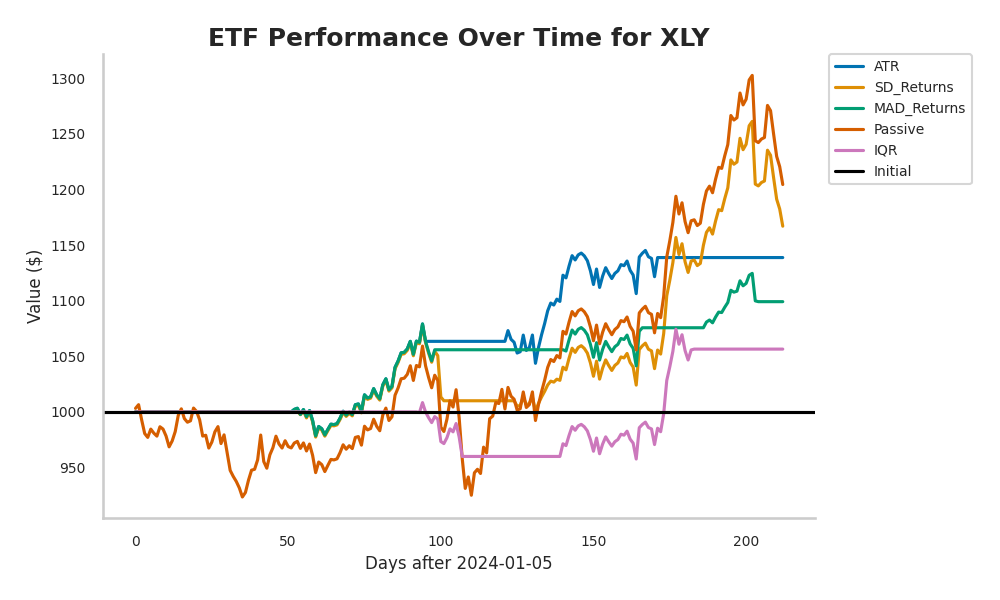 ETF Performance Over Time for XLY
1300
1250
1200
1150
1100
1050
1000
950
Value ($)
0 50 100 150 200
Days after 2024-01-05
ATR
SD_Returns
MAD_Returns
Passive
IQR
Initial